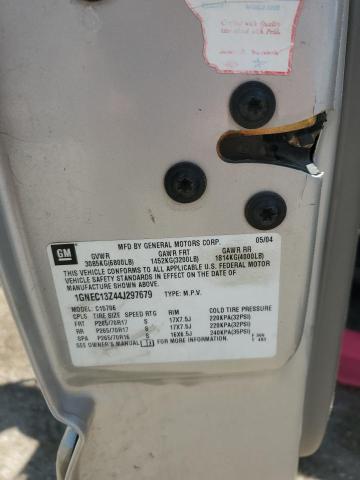 MFD BY GENERAL MOTORS CORP. 05/04
GM
GVWR GAWR FRT GAWR RR
3085KG(6800LB) 1452KG(3200LB) 1814KG(4000LB)
THIS VEHICLE CONFORMS TO ALL APPLICABLE U.S. FEDERAL MOTOR
VEHICLE SAFETY STANDARDS IN EFFECT ON THE DATE OF
MANUFACTURE SHOWN ABOVE.
1GNEC13Z44J297679 TYPE: M.P.V.
MODEL: C15706
CPLS TIRE SIZE SPEED RTG RIM COLD TIRE PRESSURE
FRT P265/70R17 S 17X7.5J 220KPA(32PSI)
RR P265/70R17 S 17X7.5J 220KPA(32PSI)
SPA P265/70R16 S 16X6.5J 240KPA(35PSI)
SEE OWNER'S MANUAL